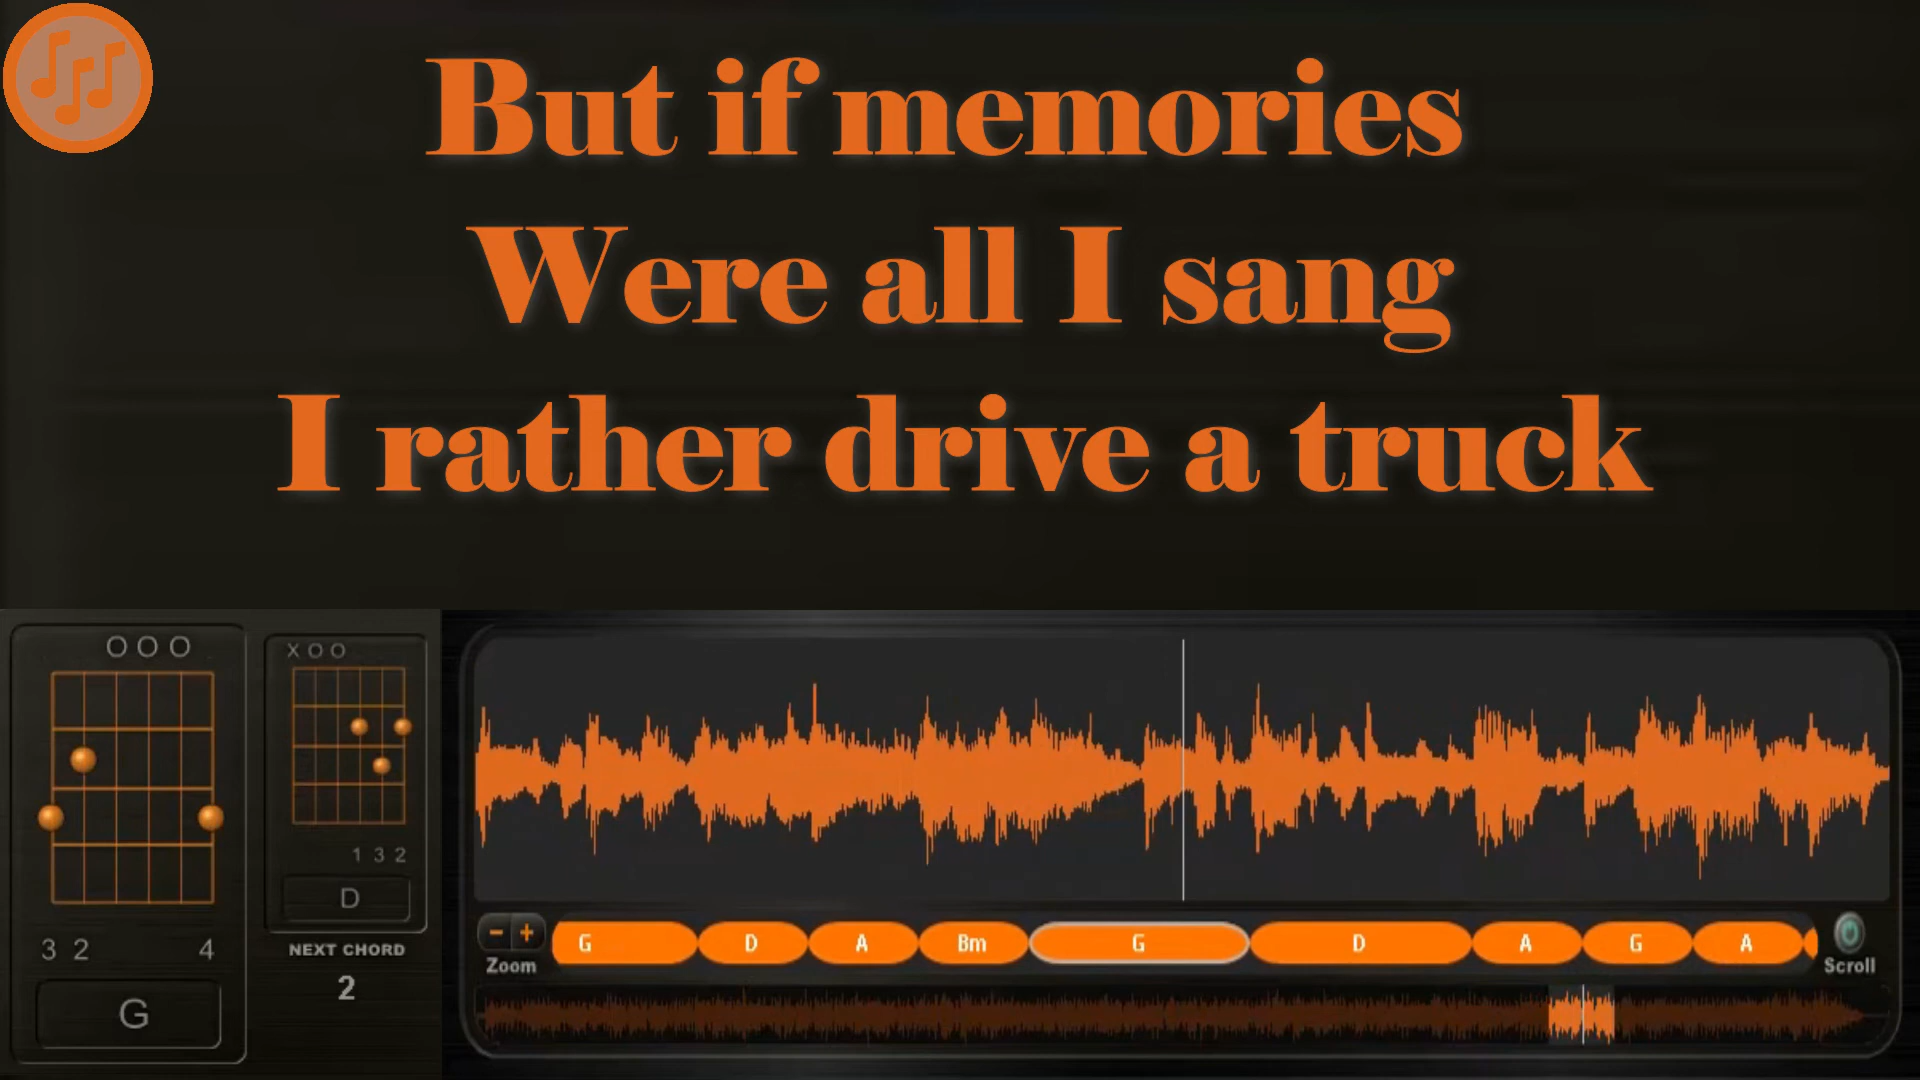 But if memories
Were all I sang
I rather drive a truck
O O O
X O O
1 3 2
D
3 2 4
NEXT CHORD
2
G
- +
Zoom
G D A Bm G D A G A
Scroll